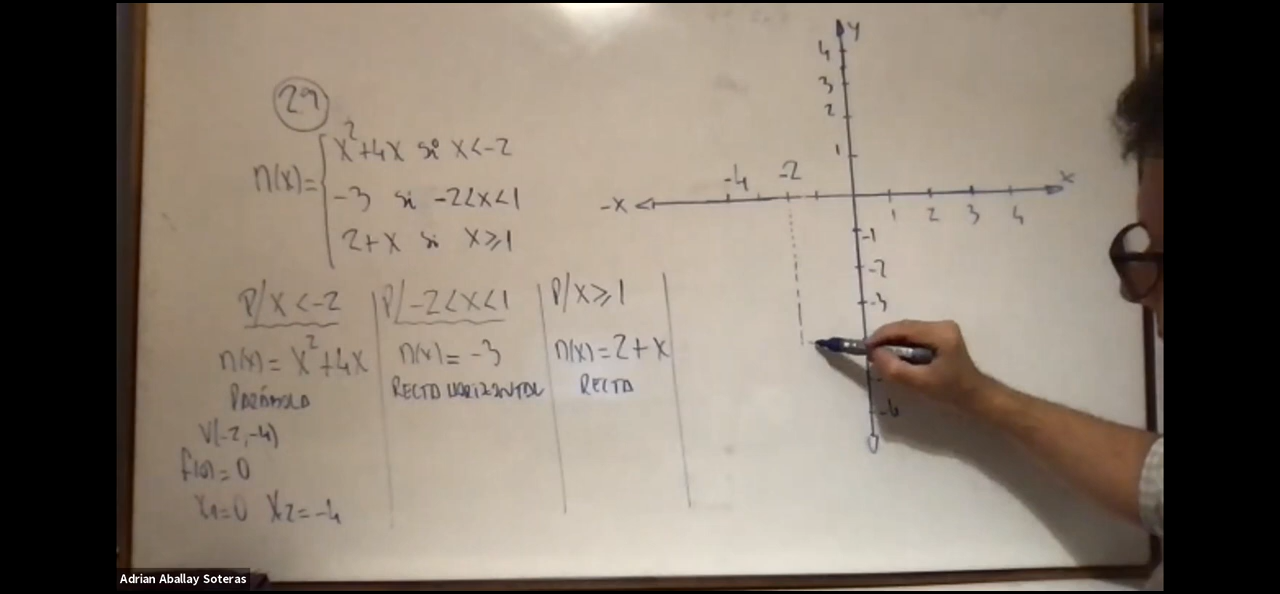 29
n(x)= x²+4x si x<-2
-3 si -2<x<1
2+x si x≥1
P/x<-2
n(x)= x²+4x
PARÁBOLA
V(-2,-4)
f(0)=0
x₁=0 x₂=-4
P/-2<x<1
n(x)= -3
RECTA HORIZONTAL
P/x≥1
n(x)=2+x
RECTA
y
4
3
2
1
-4 -2
-x x
1 2 3 4
-1
-2
-3
-6
Adrian Aballay Soteras